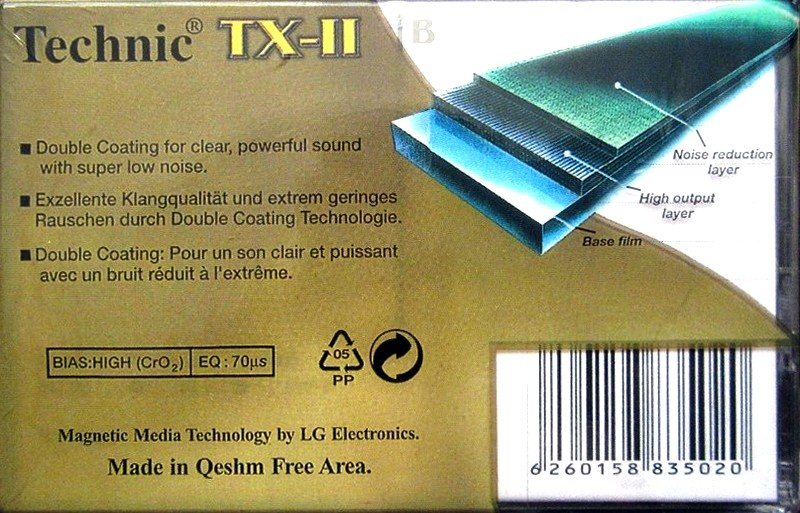 Technic® TX-II B
Noise reduction
layer
High output
layer
Base film
■ Double Coating for clear, powerful sound
with super low noise.
■ Exzellente Klangqualität und extrem geringes
Rauschen durch Double Coating Technologie.
■ Double Coating: Pour un son clair et puissant
avec un bruit réduit à l'extrême.
BIAS:HIGH (CrO₂) EQ : 70µs
05
PP
Magnetic Media Technology by LG Electronics.
Made in Qeshm Free Area.
6 260158 835020